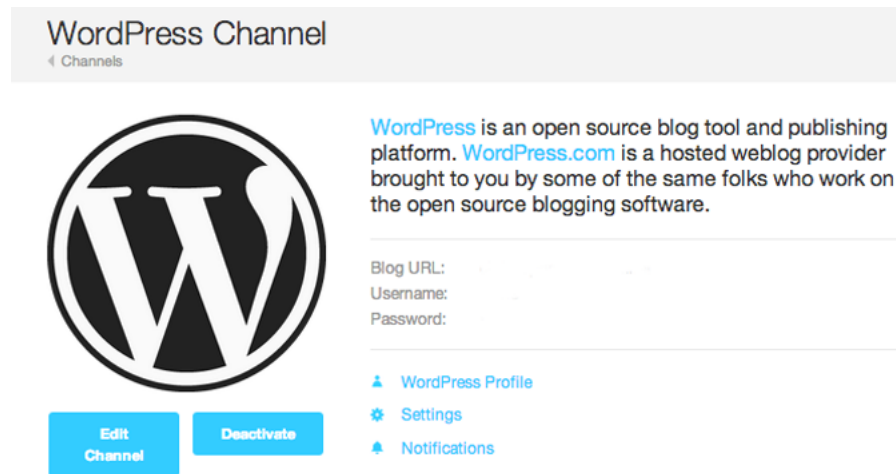 WordPress Channel
Channels
WordPress is an open source blog tool and publishing
platform. WordPress.com is a hosted weblog provider
brought to you by some of the same folks who work on
the open source blogging software.
Blog URL:
Username:
Password:
WordPress Profile
Settings
Notifications
Edit
Channel
Deactivate